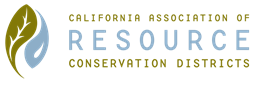 CALIFORNIA ASSOCIATION OF
RESOURCE
CONSERVATION DISTRICTS